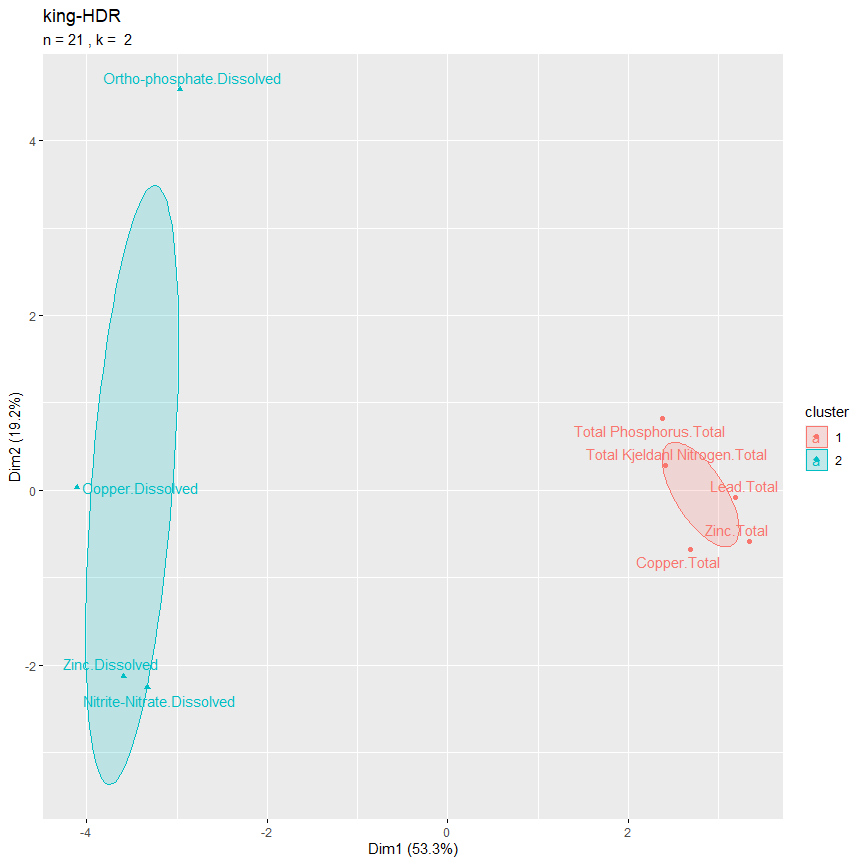 king-HDR
n = 21 , k =  2
Ortho-phosphate.Dissolved
Copper.Dissolved
Zinc.Dissolved
Nitrite-Nitrate.Dissolved
Total Phosphorus.Total
Total Kjeldanl Nitrogen.Total
Lead.Total
Zinc.Total
Copper.Total
4
2
0
-2
Dim2 (19.2%)
-4
-2
0
2
Dim1 (53.3%)
cluster
a 1
a 2